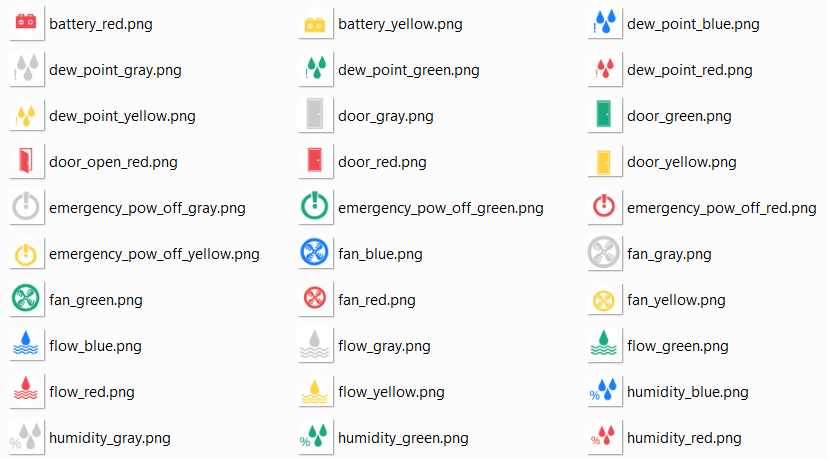 battery_red.png battery_yellow.png dew_point_blue.png
dew_point_gray.png dew_point_green.png dew_point_red.png
dew_point_yellow.png door_gray.png door_green.png
door_open_red.png door_red.png door_yellow.png
emergency_pow_off_gray.png emergency_pow_off_green.png emergency_pow_off_red.png
emergency_pow_off_yellow.png fan_blue.png fan_gray.png
fan_green.png fan_red.png fan_yellow.png
flow_blue.png flow_gray.png flow_green.png
flow_red.png flow_yellow.png % humidity_blue.png
% humidity_gray.png % humidity_green.png % humidity_red.png